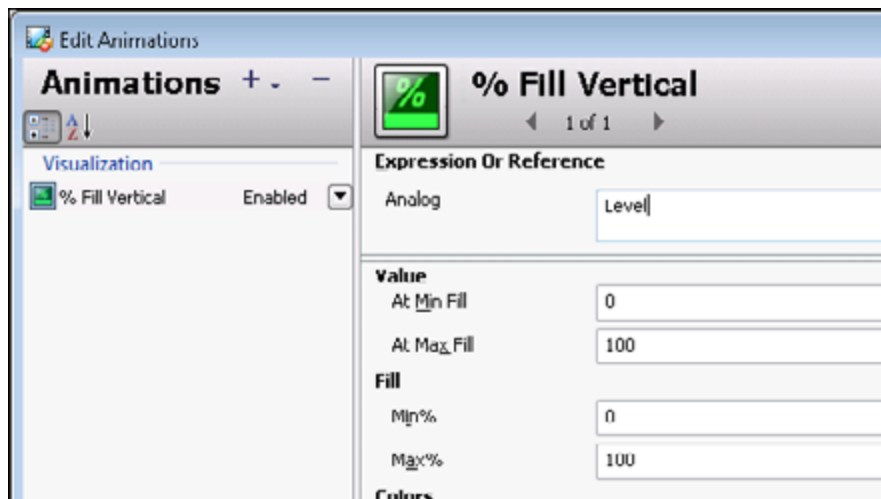 Edit Animations
Animations + -
% Fill Vertical
1 of 1
Visualization
% Fill Vertical Enabled
Expression Or Reference
Analog Level
Value
At Min Fill 0
At Max Fill 100
Fill
Min% 0
Max% 100
Colors